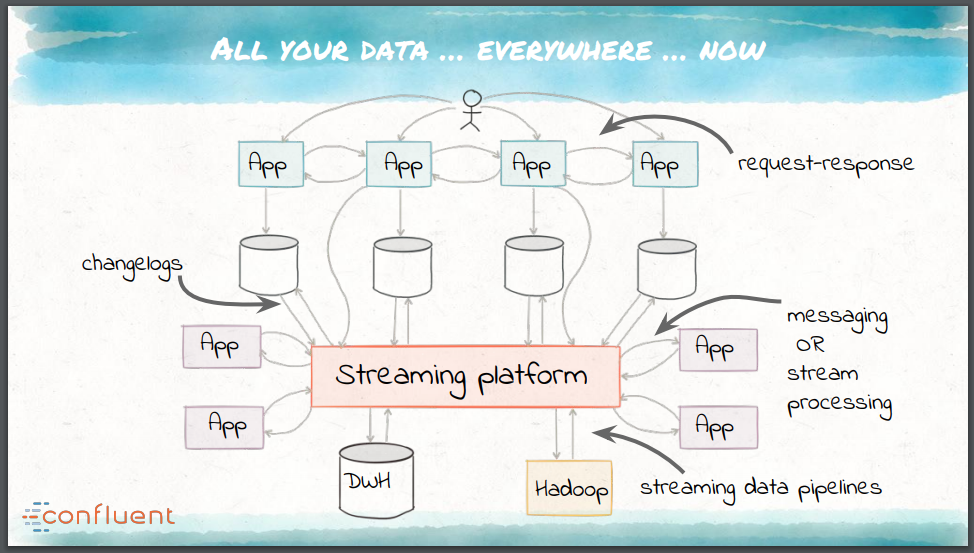 ALL YOUR DATA ... EVERYWHERE ... NOW
App
App
App
App
request-response
changelogs
messaging
OR
stream
processing
App
App
Streaming platform
App
App
DWH
Hadoop
streaming data pipelines
confluent